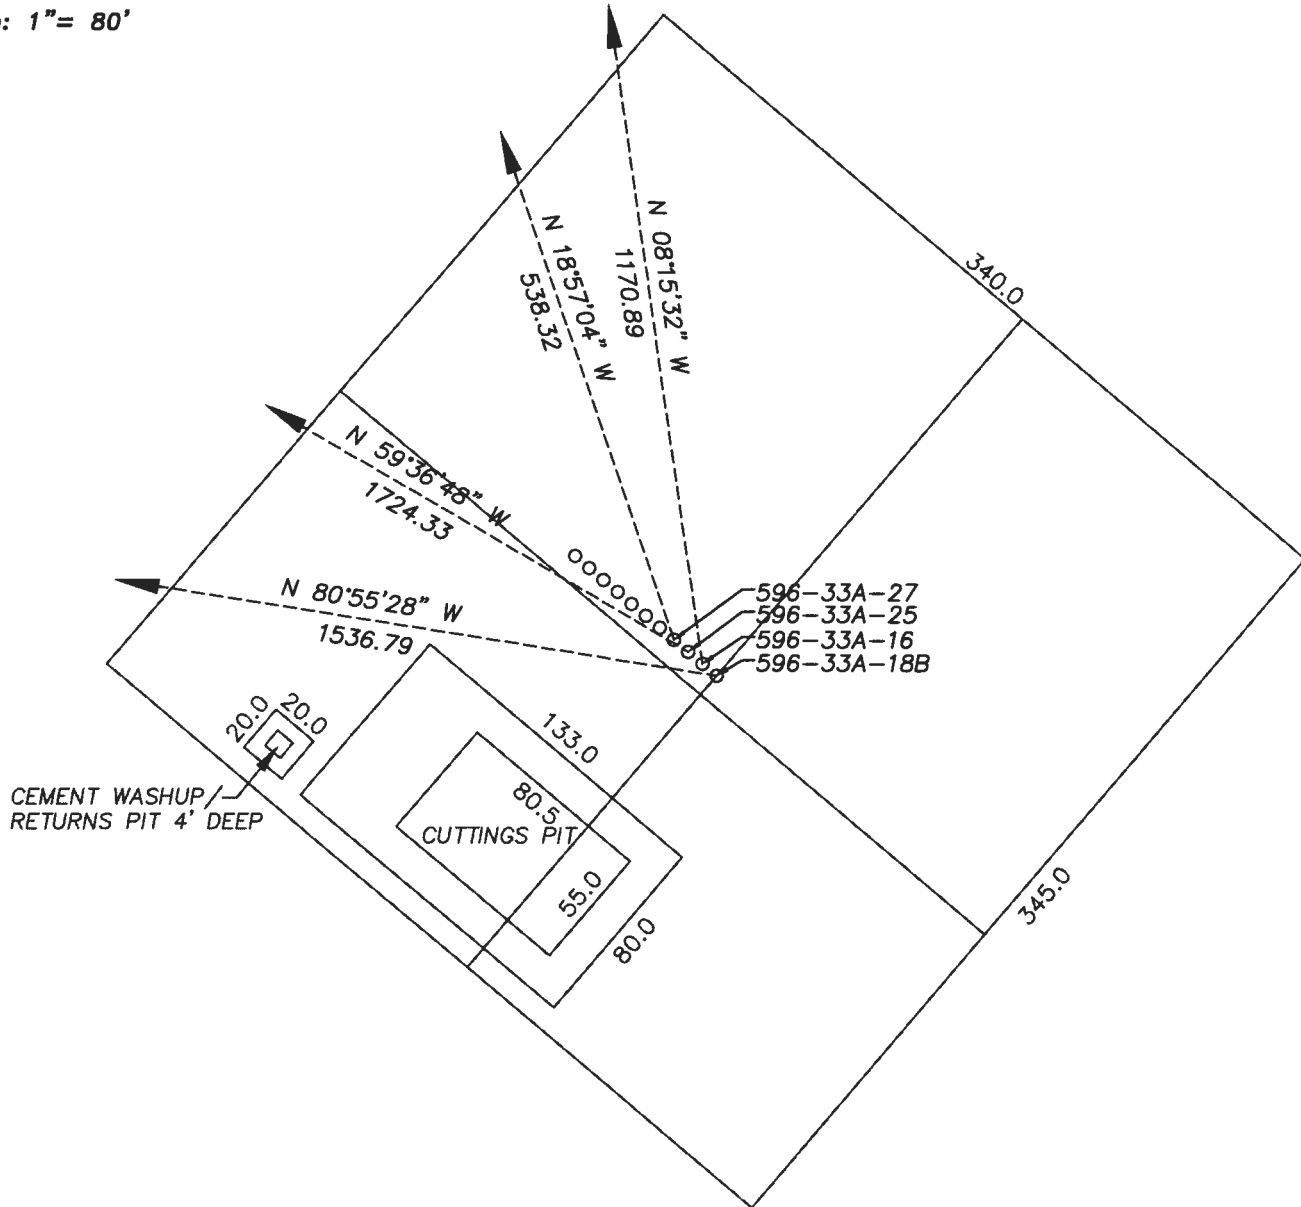 1"= 80'
340.0
N 08°15'32" W
1170.89
N 18°57'04" W
538.32
N 59°36'48" W
1724.33
N 80°55'28" W
1536.79
596-33A-27
596-33A-25
596-33A-16
596-33A-18B
20.0
20.0
133.0
80.5
CUTTINGS PIT
55.0
80.0
345.0
CEMENT WASHUP/
RETURNS PIT 4' DEEP